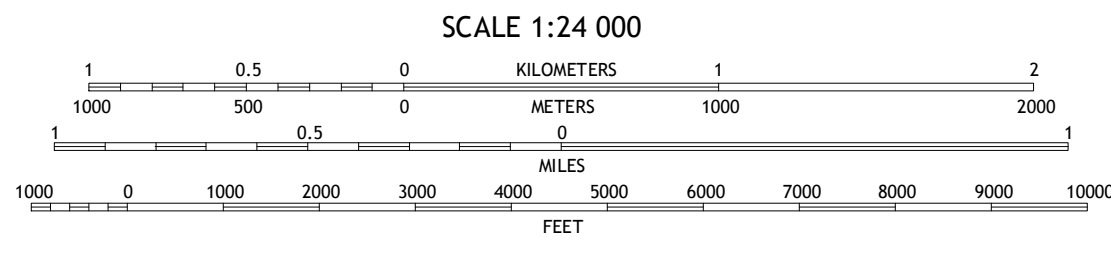 SCALE 1:24 000
1 0.5 0 KILOMETERS 1 2
1000 500 0 METERS 1000 2000
1 0.5 0 1
MILES
1000 0 1000 2000 3000 4000 5000 6000 7000 8000 9000 10000
FEET